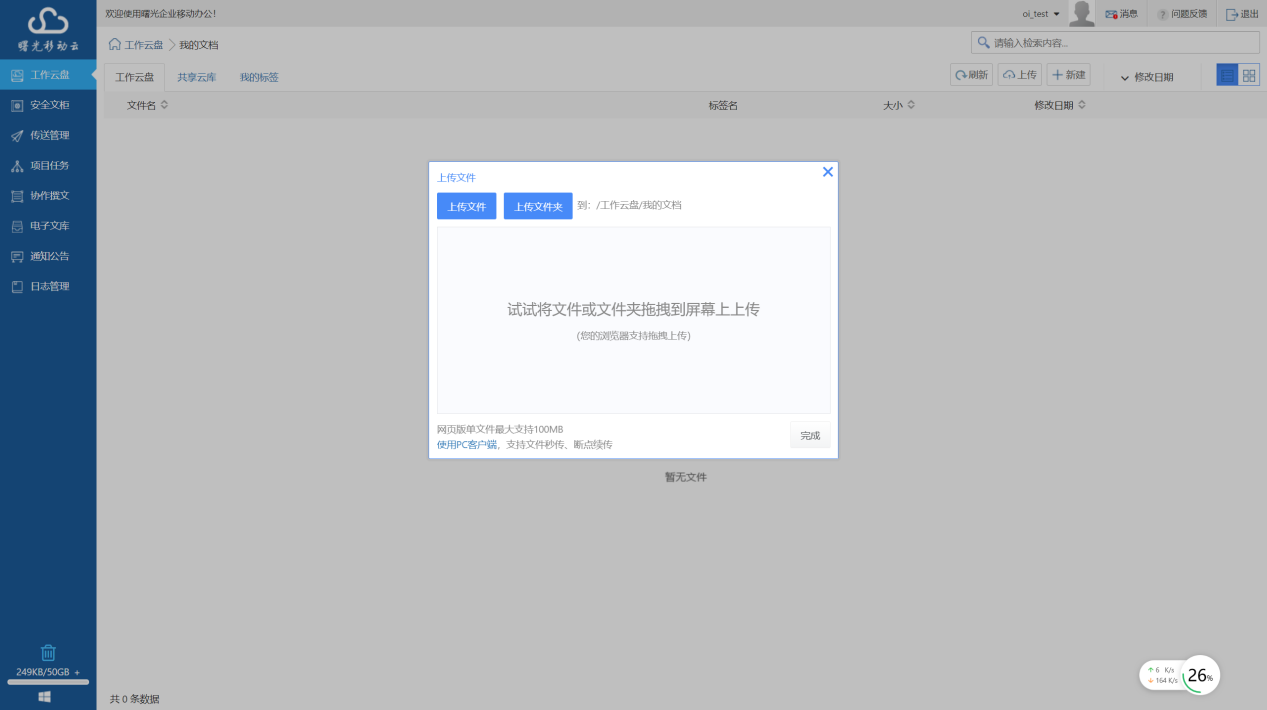 欢迎使用曙光企业移动办公!
oi_test
消息
? 问题反馈
退出
曙光移动云
工作云盘 我的文档
请输入检索内容...
工作云盘
安全文柜
传送管理
项目任务
协作撰文
电子文库
通知公告
日志管理
工作云盘 共享云库 我的标签
刷新 上传 新建 修改日期
文件名 标签名 大小 修改日期
上传文件
上传文件 上传文件夹 到: /工作云盘/我的文档
试试将文件或文件夹拖拽到屏幕上上传
(您的浏览器支持拖拽上传)
网页版单文件最大支持100MB
使用PC客户端, 支持文件秒传、断点续传
完成
暂无文件
249KB/50GB +
共 0 条数据
6 K/s
164 K/s
26%